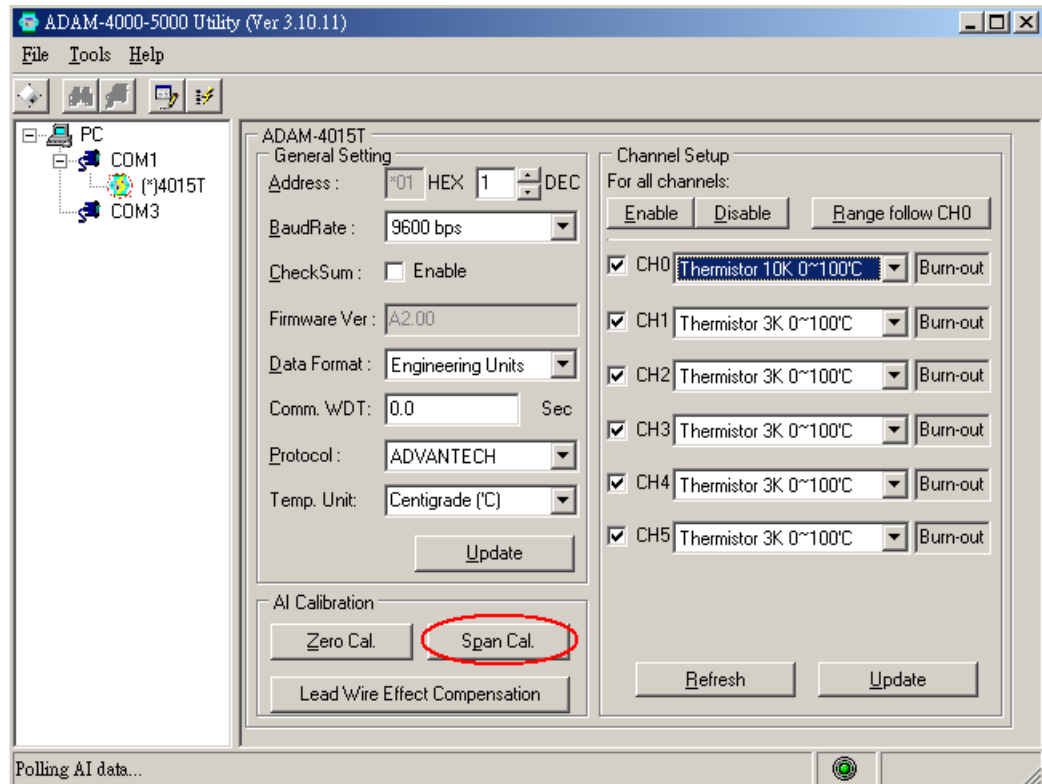 ADAM-4000-5000 Utility (Ver 3.10.11)
File Tools Help
PC
COM1
(*)4015T
COM3
ADAM-4015T
General Setting
Address : *01 HEX 1 DEC
BaudRate : 9600 bps
CheckSum : Enable
Firmware Ver : A2.00
Data Format : Engineering Units
Comm. WDT: 0.0 Sec
Protocol : ADVANTECH
Temp. Unit: Centigrade ('C)
Update
AI Calibration
Zero Cal. Span Cal.
Lead Wire Effect Compensation
Channel Setup
For all channels:
Enable Disable Range follow CH0
CH0 Thermistor 10K 0~100'C Burn-out
CH1 Thermistor 3K 0~100'C Burn-out
CH2 Thermistor 3K 0~100'C Burn-out
CH3 Thermistor 3K 0~100'C Burn-out
CH4 Thermistor 3K 0~100'C Burn-out
CH5 Thermistor 3K 0~100'C Burn-out
Refresh Update
Polling AI data...